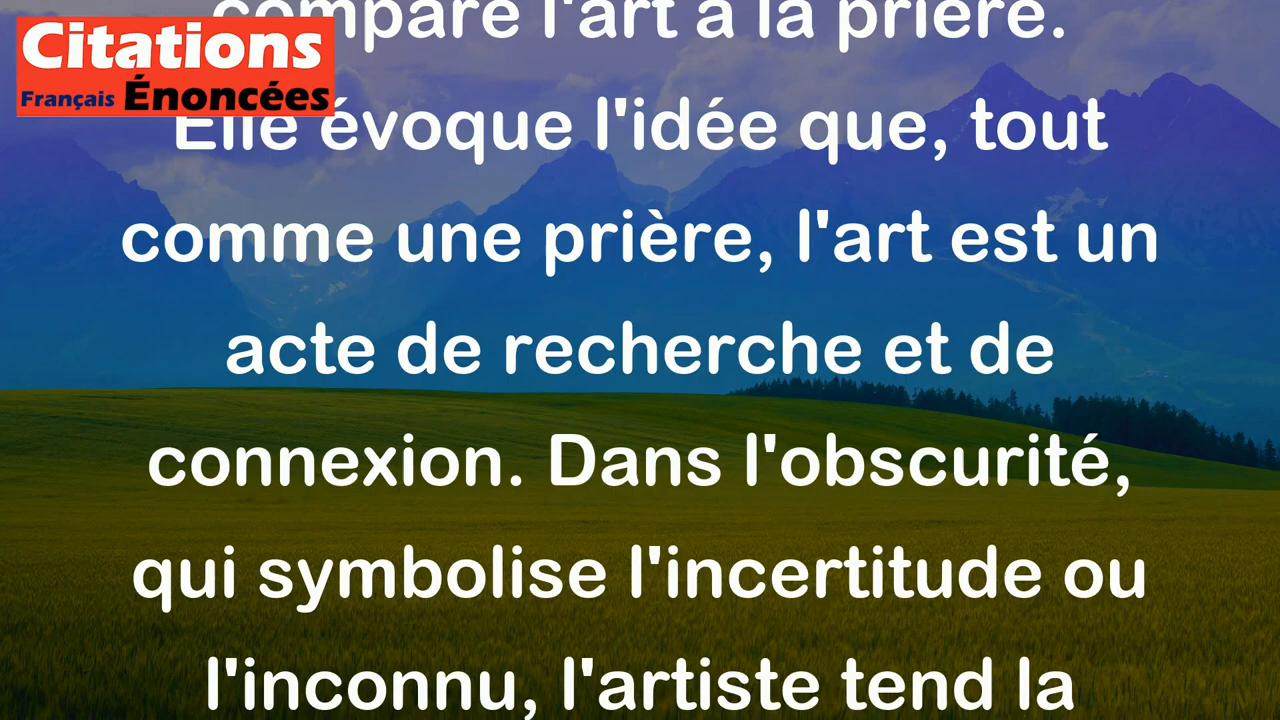 Citations
Français Énoncées
compare l'art à la prière.
Elle évoque l'idée que, tout
comme une prière, l'art est un
acte de recherche et de
connexion. Dans l'obscurité,
qui symbolise l'incertitude ou
l'inconnu, l'artiste tend la